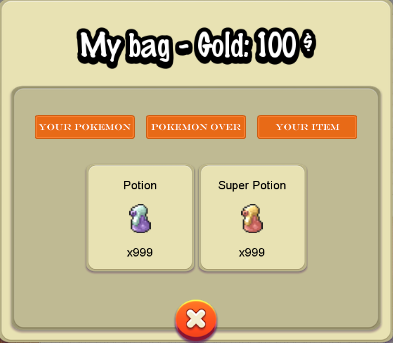 My bag - Gold: 100 $
YOUR POKEMON POKEMON OVER YOUR ITEM
Potion Super Potion
x999 x999